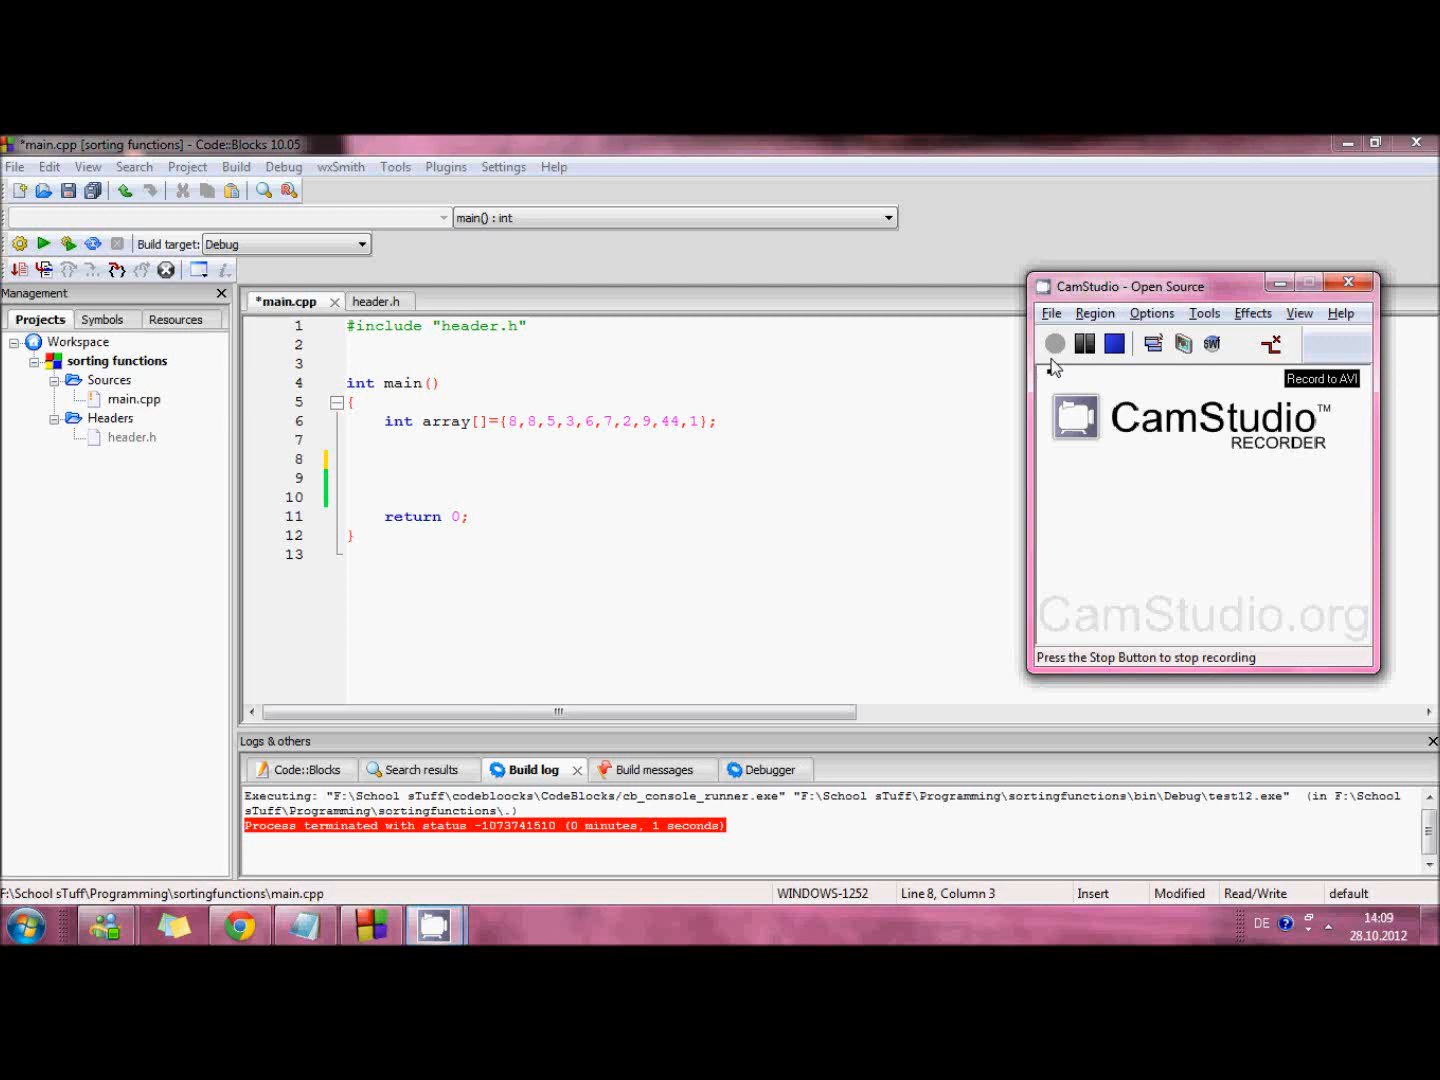 *main.cpp [sorting functions] - Code::Blocks 10.05
File Edit View Search Project Build Debug wxSmith Tools Plugins Settings Help
main() : int
Build target: Debug
Management
Projects Symbols Resources
Workspace
sorting functions
Sources
main.cpp
Headers
header.h
*main.cpp header.h
1 #include "header.h"
2
3
4 int main()
5 {
6 int array[]={8,8,5,3,6,7,2,9,44,1};
7
8
9
10
11 return 0;
12 }
13
CamStudio - Open Source
File Region Options Tools Effects View Help
SWF
Record to AVI
CamStudio™
RECORDER
CamStudio.org
Press the Stop Button to stop recording
Logs & others
Code::Blocks Search results Build log Build messages Debugger
Executing: "F:\School sTuff\codebloocks\CodeBlocks/cb_console_runner.exe" "F:\School sTuff\Programming\sortingfunctions\bin\Debug\test12.exe"  (in F:\School
sTuff\Programming\sortingfunctions\.)
Process terminated with status -1073741510 (0 minutes, 1 seconds)
F:\School sTuff\Programming\sortingfunctions\main.cpp WINDOWS-1252 Line 8, Column 3 Insert Modified Read/Write default
DE 14:09
28.10.2012